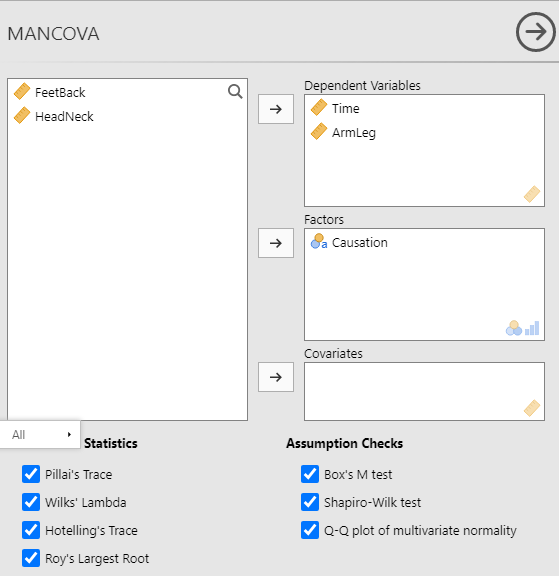 MANCOVA
FeetBack
HeadNeck
Dependent Variables
Time
ArmLeg
Factors
a Causation
Covariates
All
Statistics
Pillai's Trace
Wilks' Lambda
Hotelling's Trace
Roy's Largest Root
Assumption Checks
Box's M test
Shapiro-Wilk test
Q-Q plot of multivariate normality